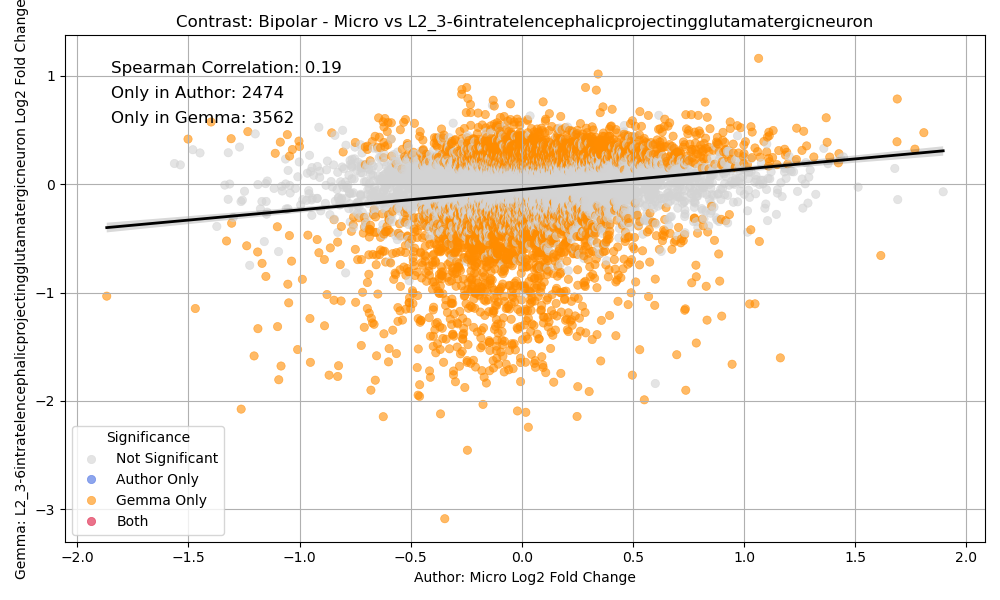 Contrast: Bipolar - Micro vs L2_3-6intratelencephalicprojectingglutamatergicneuron
Gemma: L2_3-6intratelencephalicprojectingglutamatergicneuron Log2 Fold Change
Spearman Correlation: 0.19
Only in Author: 2474
Only in Gemma: 3562
1
0
−1
−2
−3
Significance
Not Significant
Author Only
Gemma Only
Both
−2.0 −1.5 −1.0 −0.5 0.0 0.5 1.0 1.5 2.0
Author: Micro Log2 Fold Change